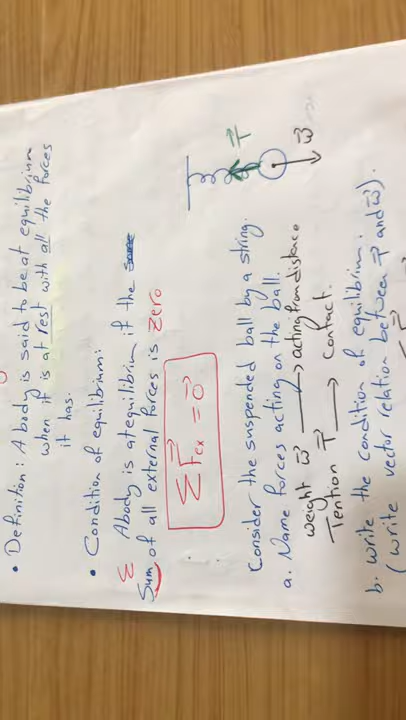 • Definition: A body is said to be at equilibrium
when it is at rest with all the forces
it has.
• Condition of equilibrium:
Σ A body is at equilibrium if the
Sum of all external forces is zero
ΣF⃗ex = 0⃗
Consider the suspended ball by a string.
a. Name forces acting on the ball.
weight w⃗ → acting from distance
Tention T⃗ → contact.
T⃗
w⃗
b. write the condition of equilibrium.
(write vector relation between T⃗ and w⃗).